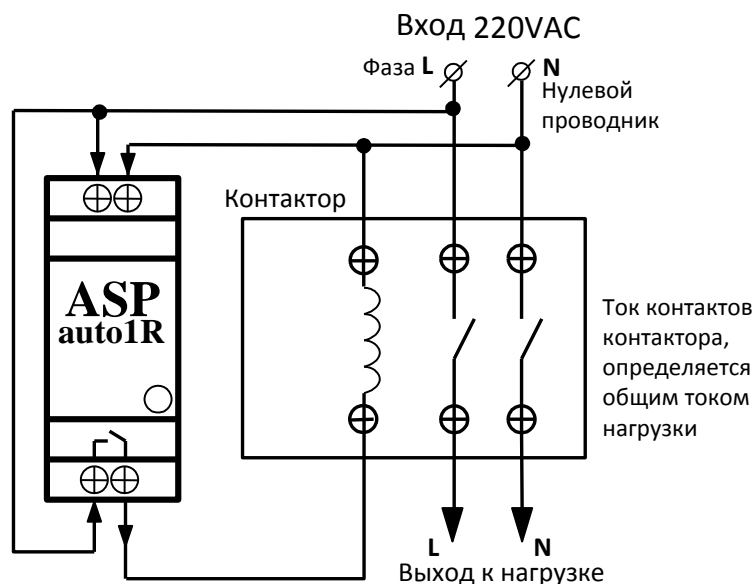 Вход 220VAC
Фаза L
N
Нулевой
проводник
Контактор
ASP
auto1R
Ток контактов
контактора,
определяется
общим током
нагрузки
L
N
Выход к нагрузке